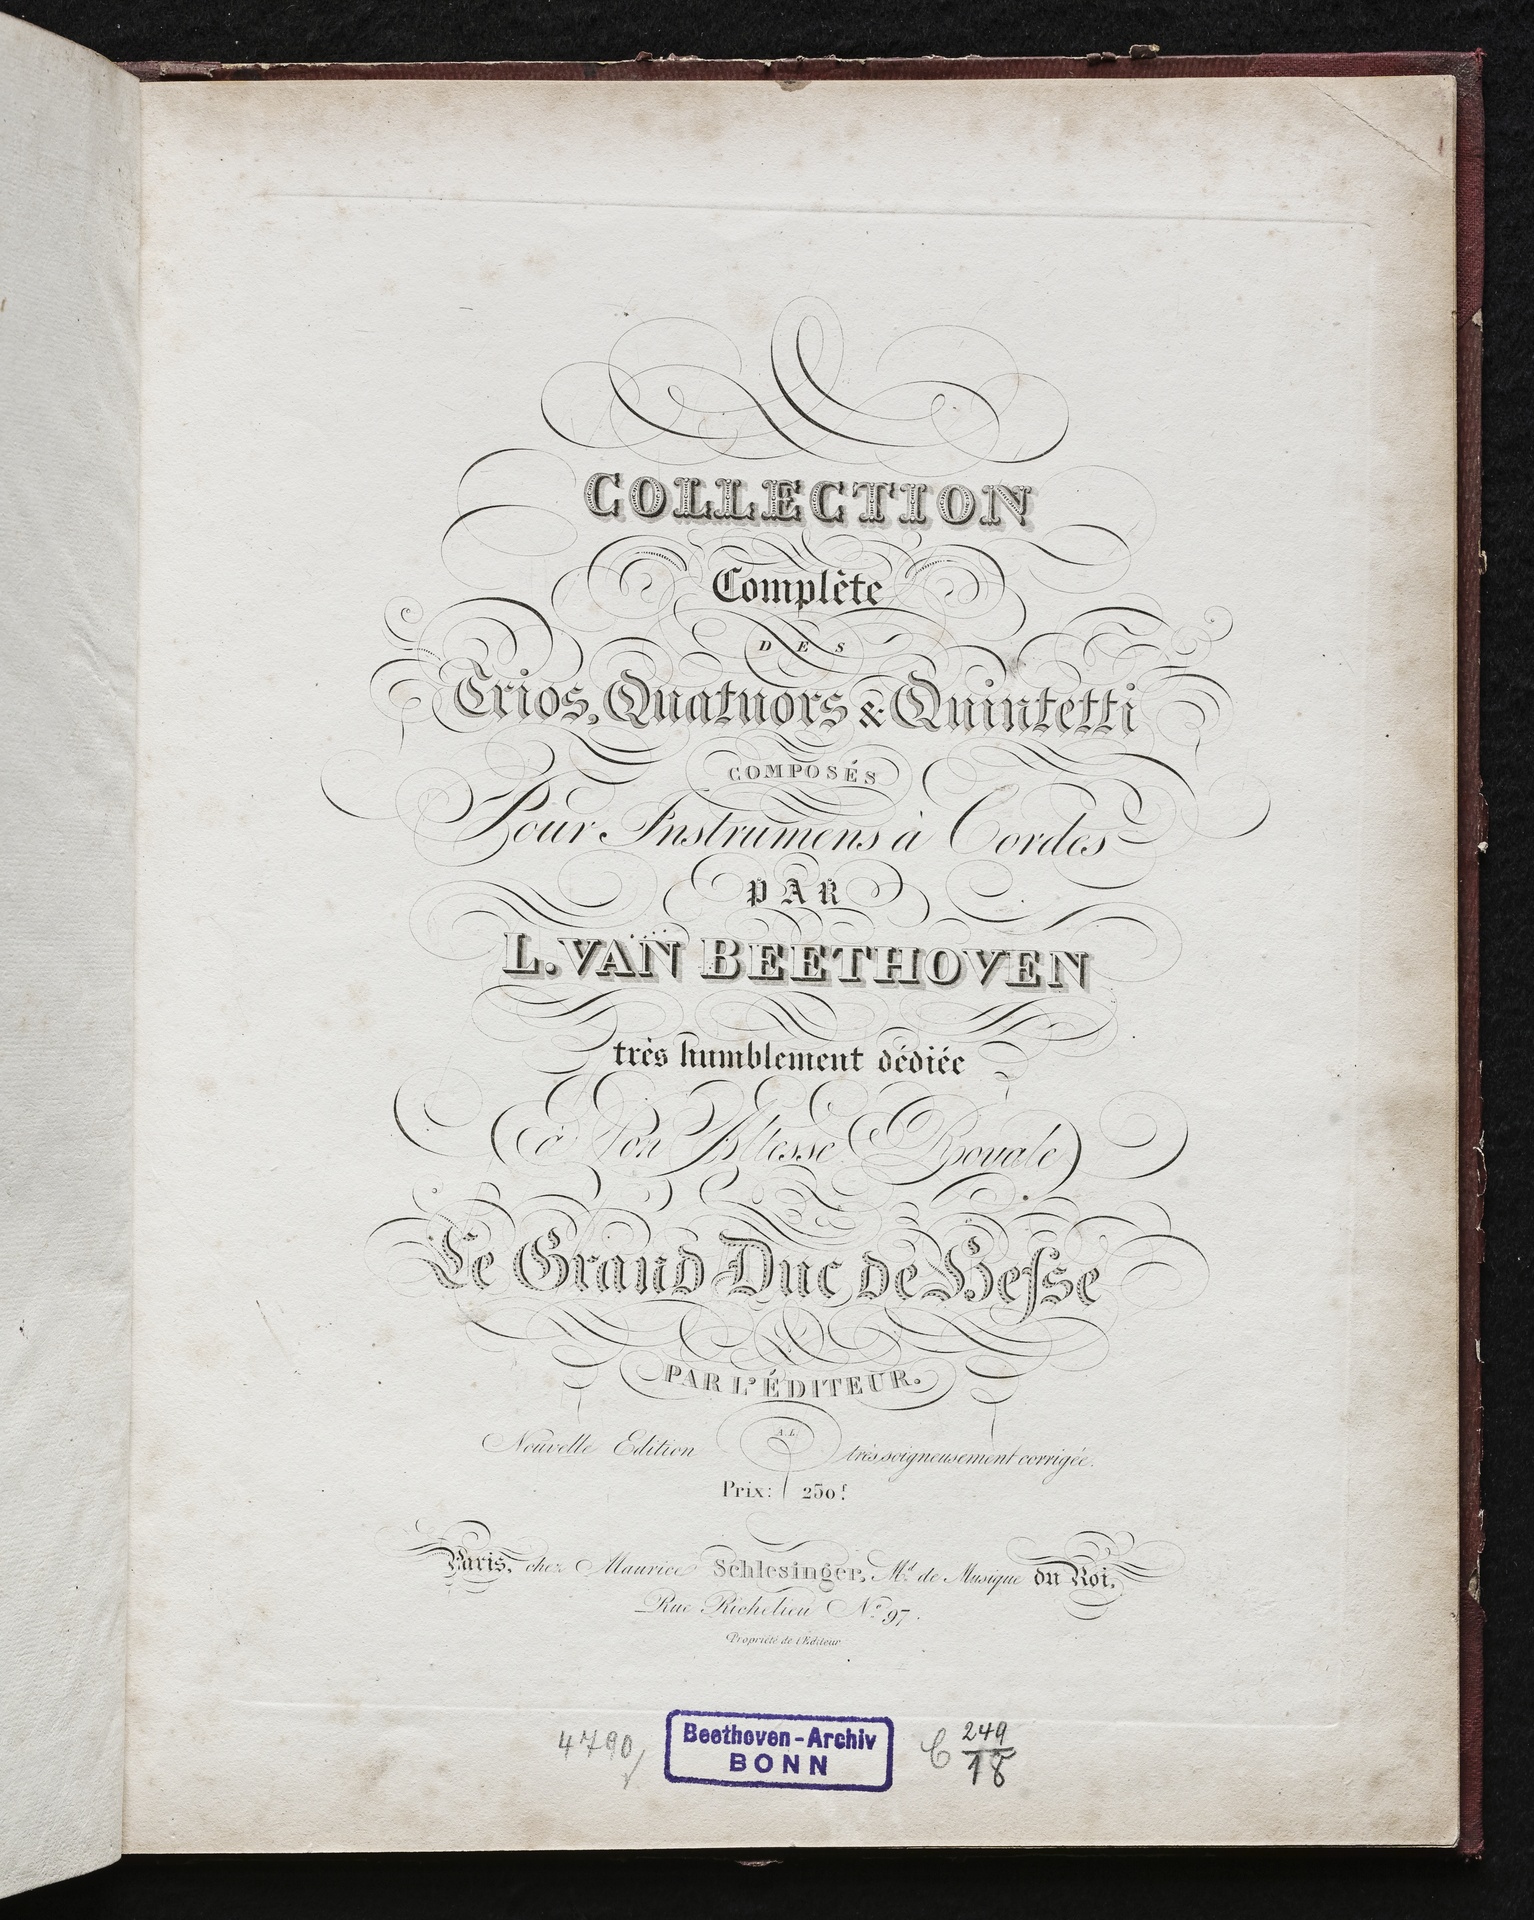 COLLECTION
Complète
DES
Trios, Quatuors & Quintetti
COMPOSÉS
Pour Instrumens à Cordes
PAR
L. VAN BEETHOVEN
très humblement dédiée
à Son Altesse Royale
Le Grand Duc de Hesse
PAR L'ÉDITEUR.
A.L.
Nouvelle Edition très soigneusement corrigée.
Prix: 250f.
Paris, chez Maurice Schlesinger, Md. de Musique du Roi,
Rue Richelieu No. 97.
Propriété de l'Editeur
4790
Beethoven-Archiv
BONN
C 249/18